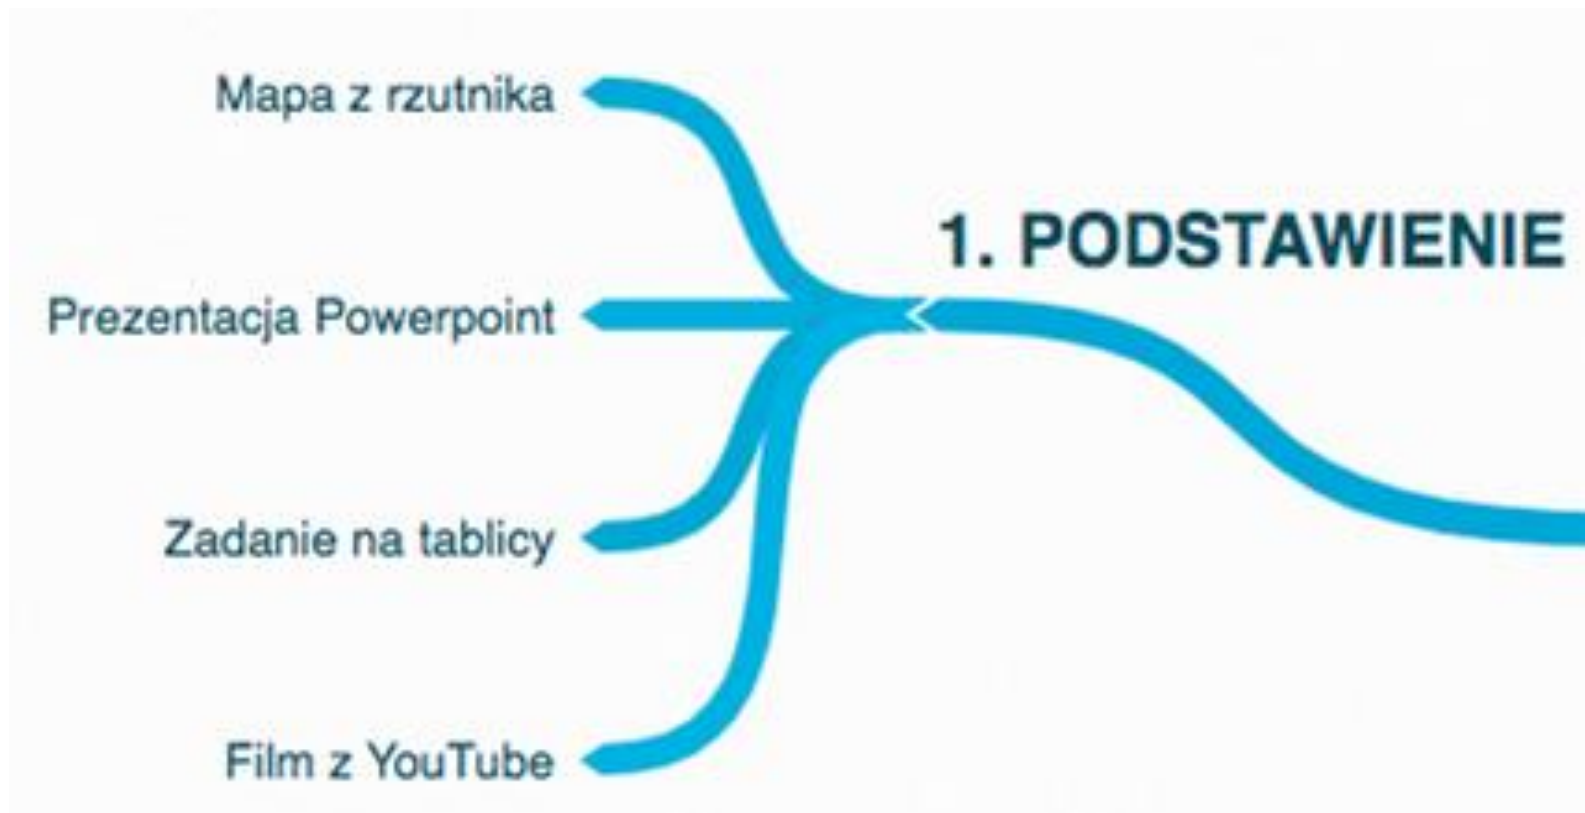 Mapa z rzutnika
1. PODSTAWIENIE
Prezentacja Powerpoint
Zadanie na tablicy
Film z YouTube